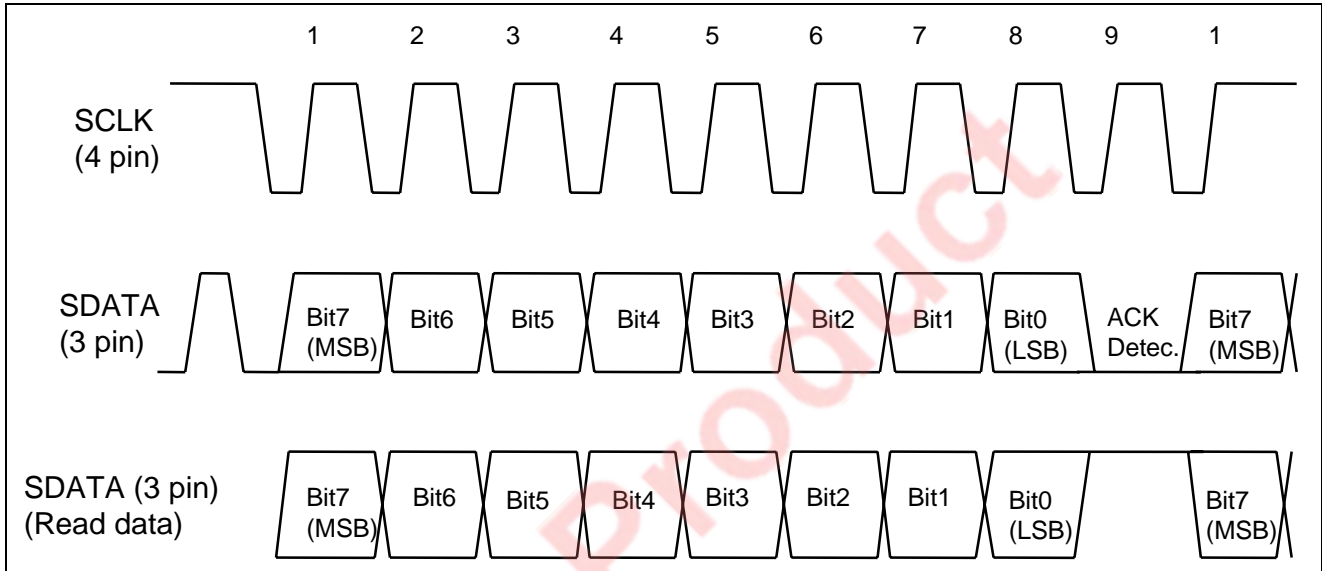 1 2 3 4 5 6 7 8 9 1
SCLK
(4 pin)
SDATA
(3 pin)
Bit7
(MSB)
Bit6
Bit5
Bit4
Bit3
Bit2
Bit1
Bit0
(LSB)
ACK
Detec.
Bit7
(MSB)
SDATA (3 pin)
(Read data)
Bit7
(MSB)
Bit6
Bit5
Bit4
Bit3
Bit2
Bit1
Bit0
(LSB)
Bit7
(MSB)
Product